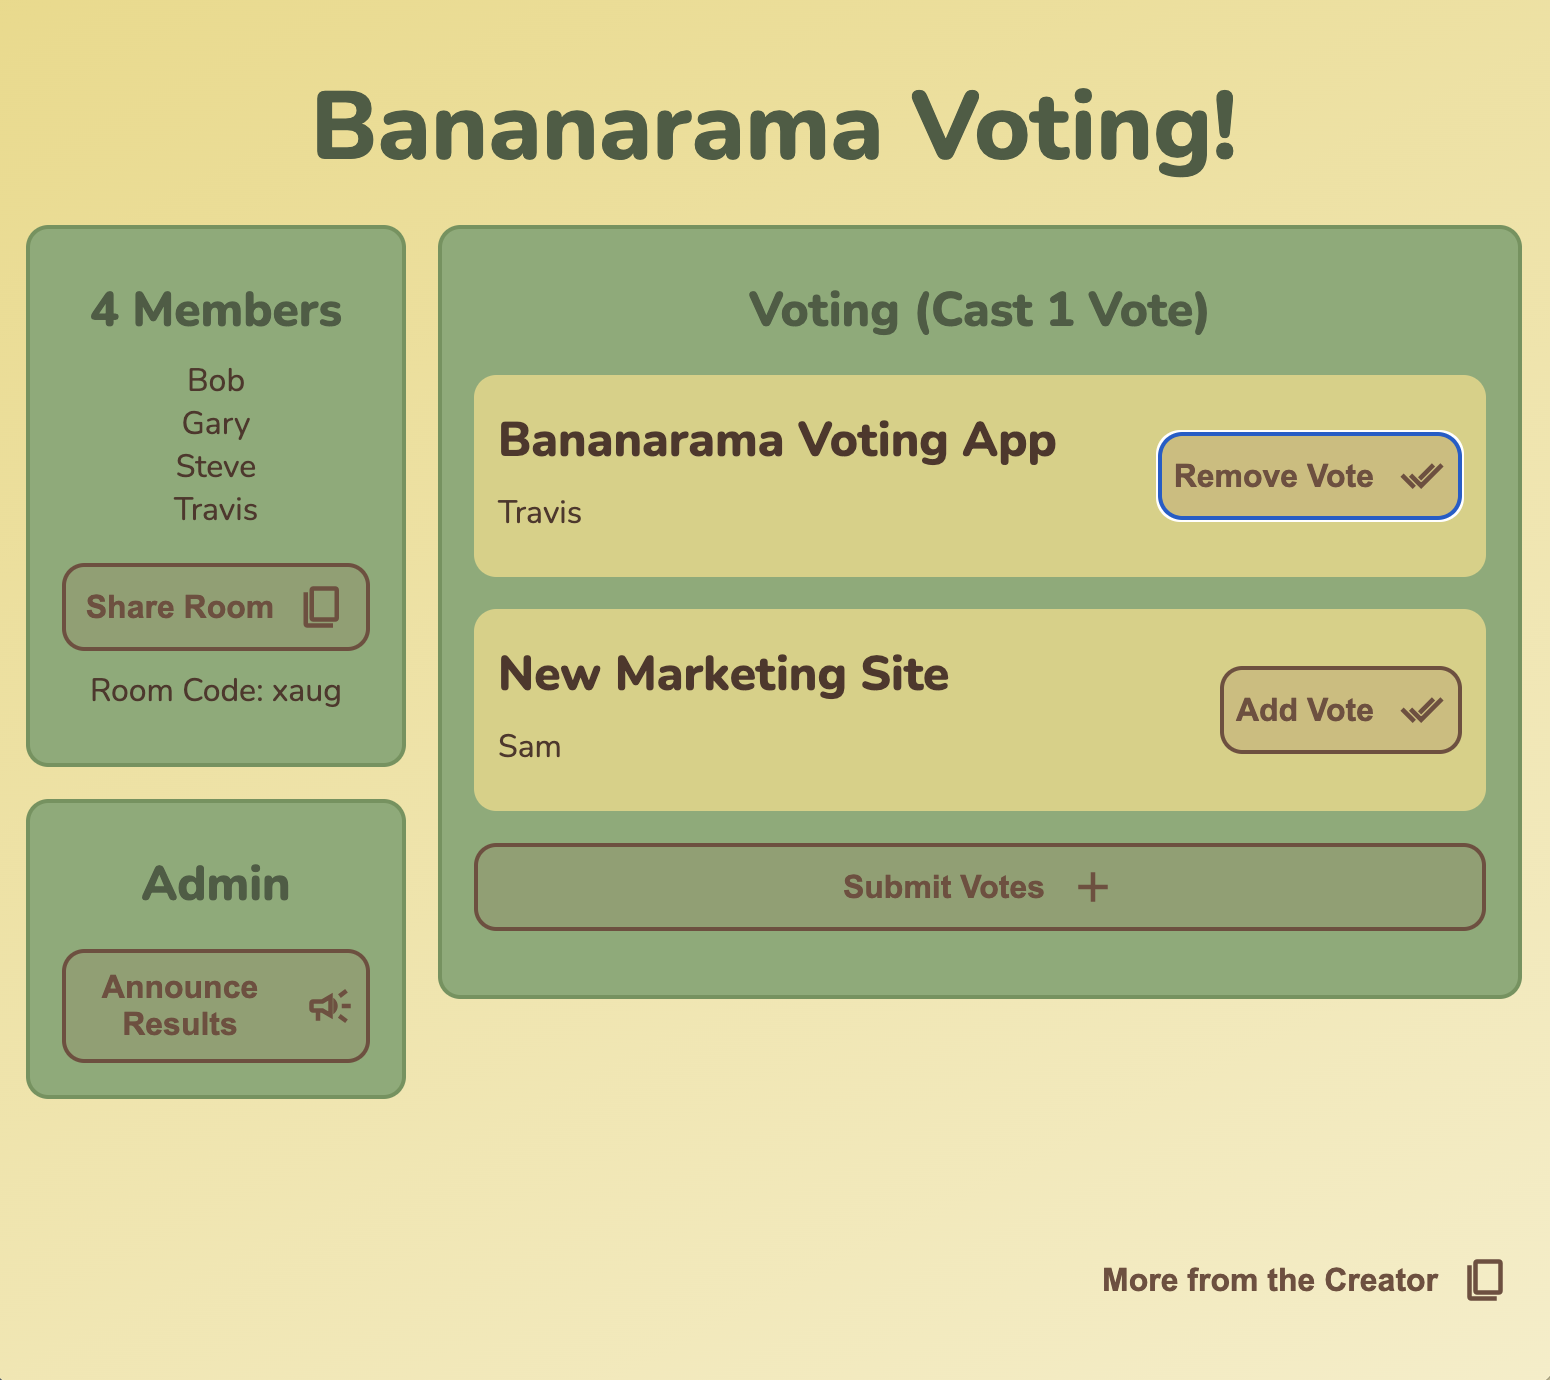 Bananarama Voting!
4 Members
Bob
Gary
Steve
Travis
Share Room
Room Code: xaug
Admin
Announce
Results
Voting (Cast 1 Vote)
Bananarama Voting App
Travis
Remove Vote
New Marketing Site
Sam
Add Vote
Submit Votes
More from the Creator